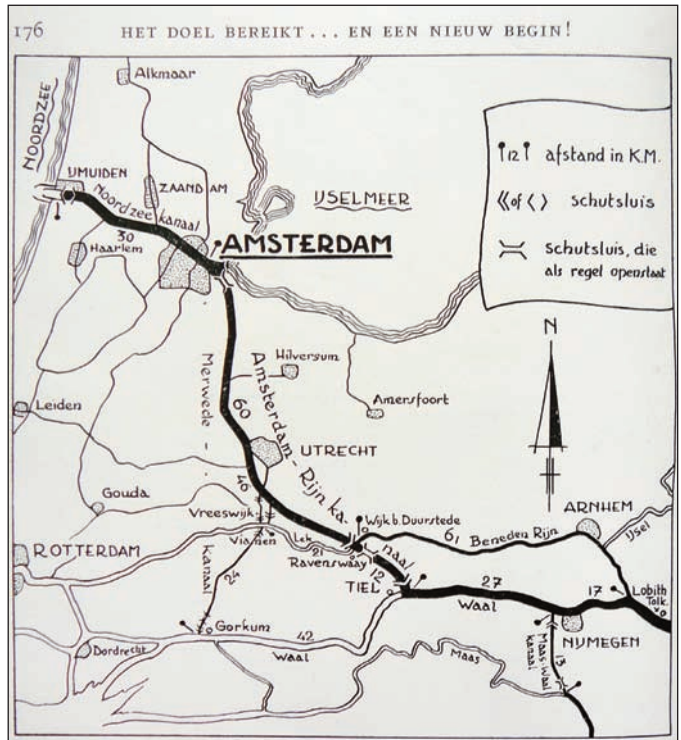 176 HET DOEL BEREIKT ... EN EEN NIEUW BEGIN!
Alkmaar
NOORDZEE
IJMUIDEN
ZAANDAM
Noordzee kanaal
30
Haarlem
IJSELMEER
AMSTERDAM
12 afstand in K.M.
of schutsluis
Schutsluis, die
als regel openstaat
N
Merwede-
kanaal
Amsterdam-Rijn ka-
naal
Hilversum
Amersfoort
Leiden
60
UTRECHT
46
Gouda
Vreeswijk
Vianen
Lek
21
Ravenswaay
Wijk b. Duurstede
61
Beneden Rijn
ARNHEM
IJsel
ROTTERDAM
24
12
TIEL
27
Waal
17
Lobith
Tolk.
NIJMEGEN
Gorkum
42
Waal
Dordrecht
Maas
Maas-Waal
kanaal
13